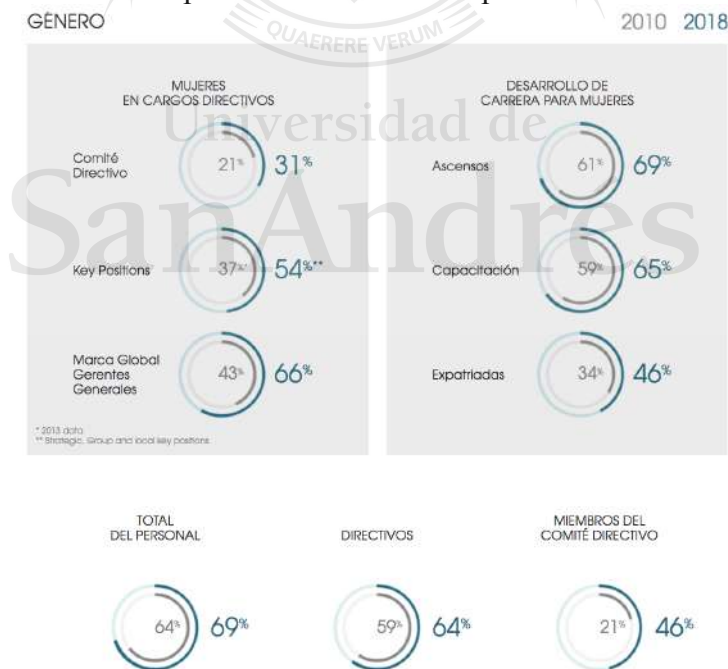 GÉNERO
2010 2018
QUAERERE VERUM
MUJERES
EN CARGOS DIRECTIVOS
Comité
Directivo
21%
31%
Key Positions
37%*
54%**
Marca Global
Gerentes
Generales
43%
66%
* 2013 data
** Strategic, Group and local key positions
DESARROLLO DE
CARRERA PARA MUJERES
Ascensos
61%
69%
Capacitación
59%
65%
Expatriadas
34%
46%
Universidad de
SanAndres
TOTAL
DEL PERSONAL
64%
69%
DIRECTIVOS
59%
64%
MIEMBROS DEL
COMITÉ DIRECTIVO
21%
46%